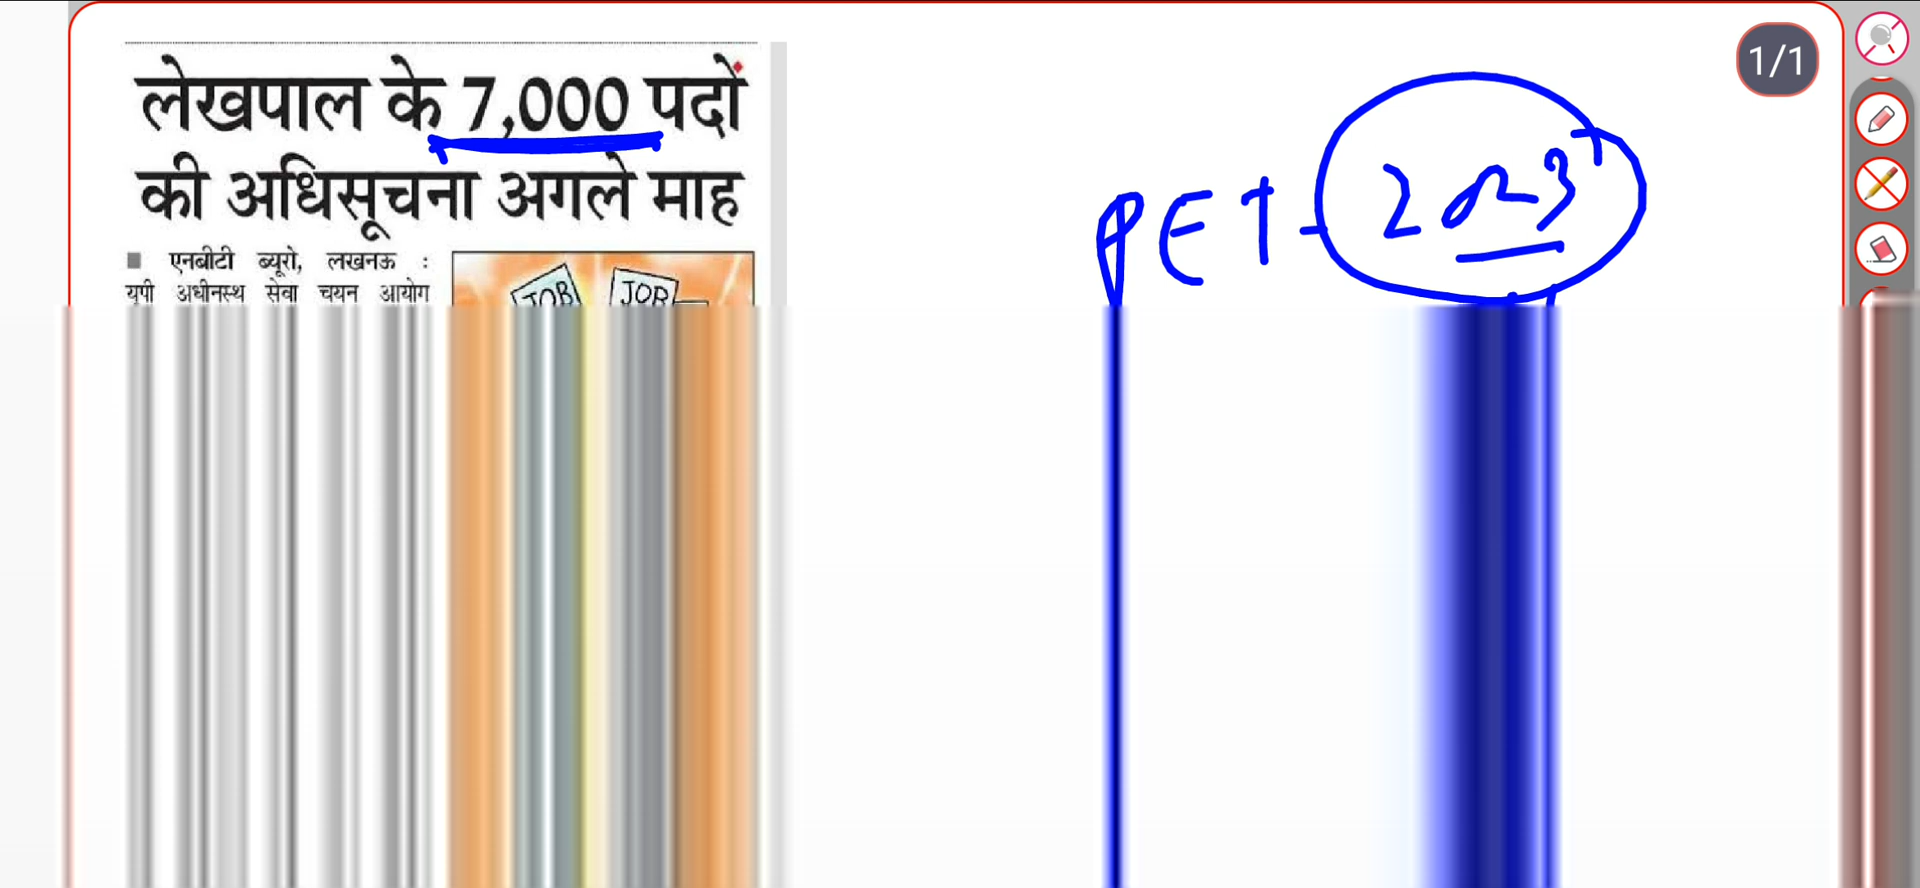 लेखपाल के 7,000 पदों
की अधिसूचना अगले माह
■ एनबीटी ब्यूरो, लखनऊ :
यूपी अधीनस्थ सेवा चयन आयोग
JOB JOB
PET - 2023
1/1